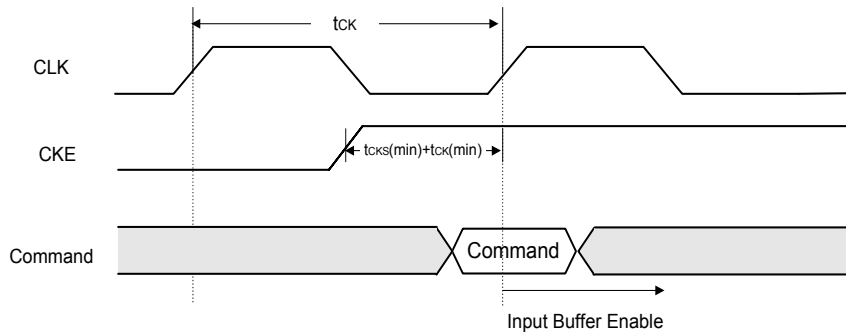 tCK
CLK
CKE
tCKS(min)+tCK(min)
Command
Command
Input Buffer Enable